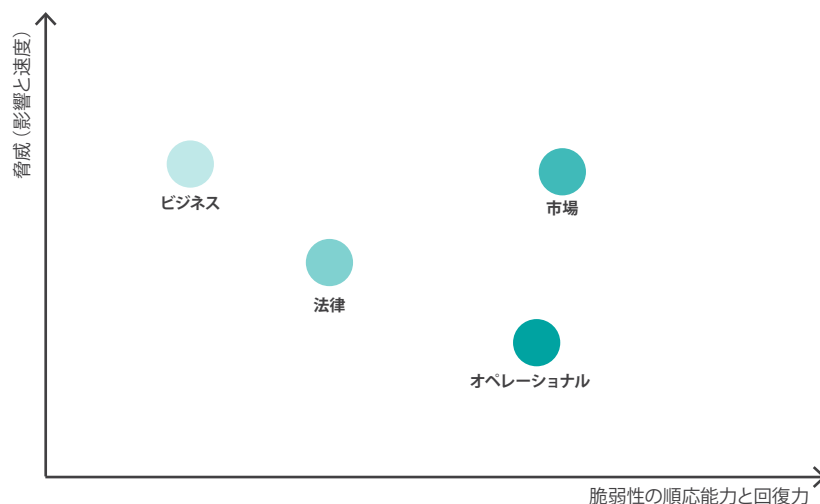 脅威（影響と速度）
ビジネス
市場
法律
オペレーショナル
脆弱性の順応能力と回復力